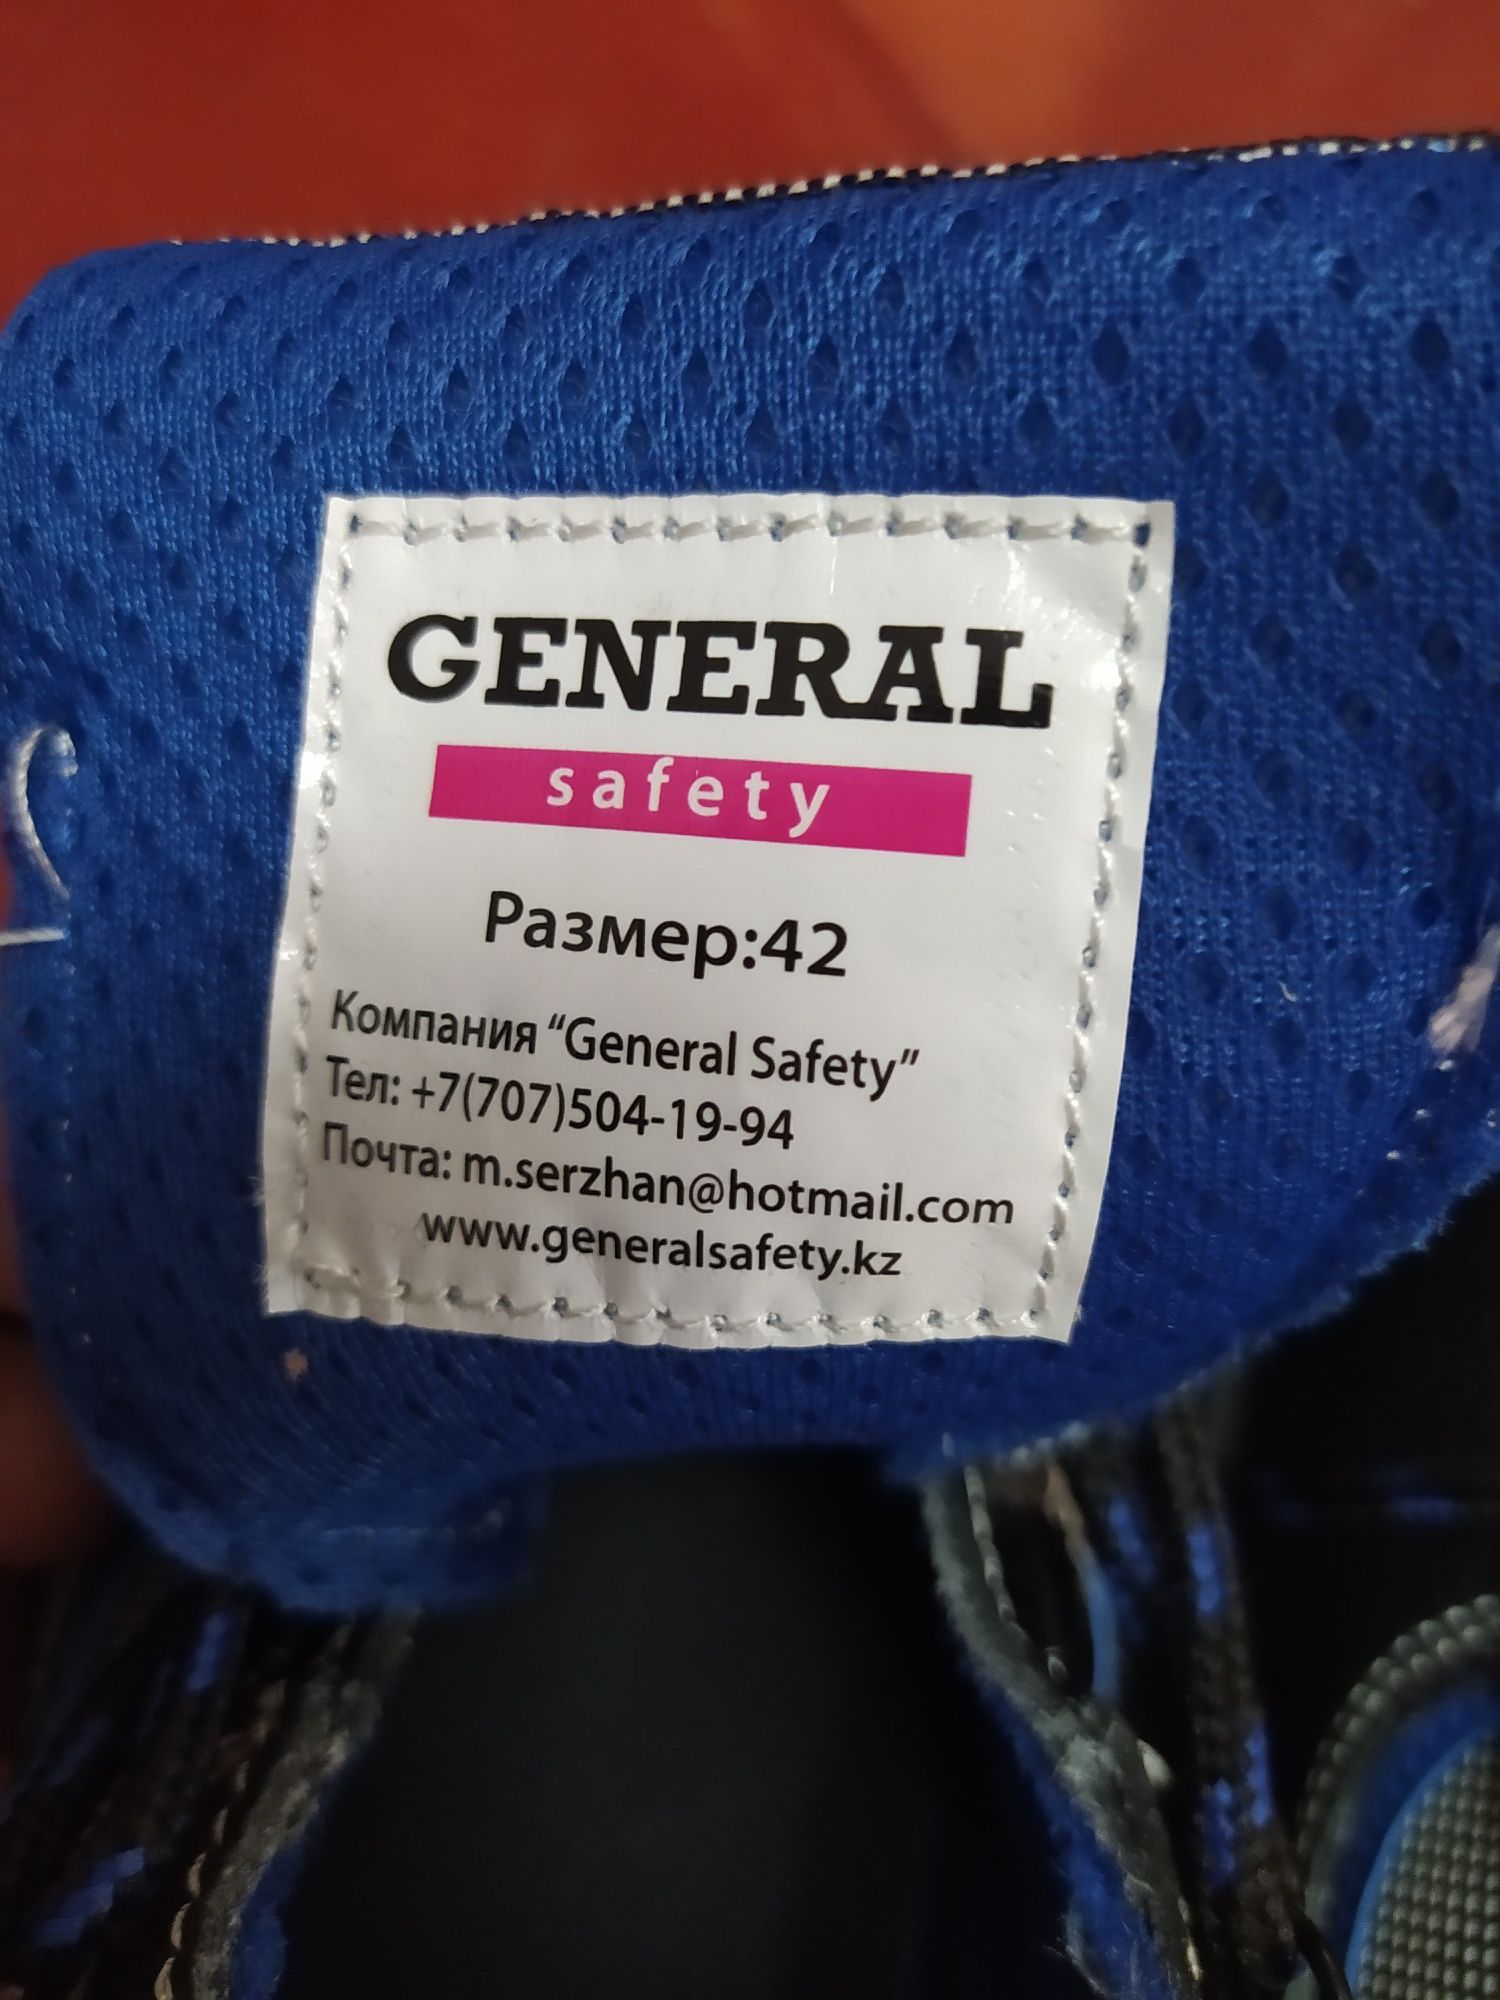 GENERAL
safety
Размер:42
Компания “General Safety”
Тел: +7(707)504-19-94
Почта: m.serzhan@hotmail.com
www.generalsafety.kz